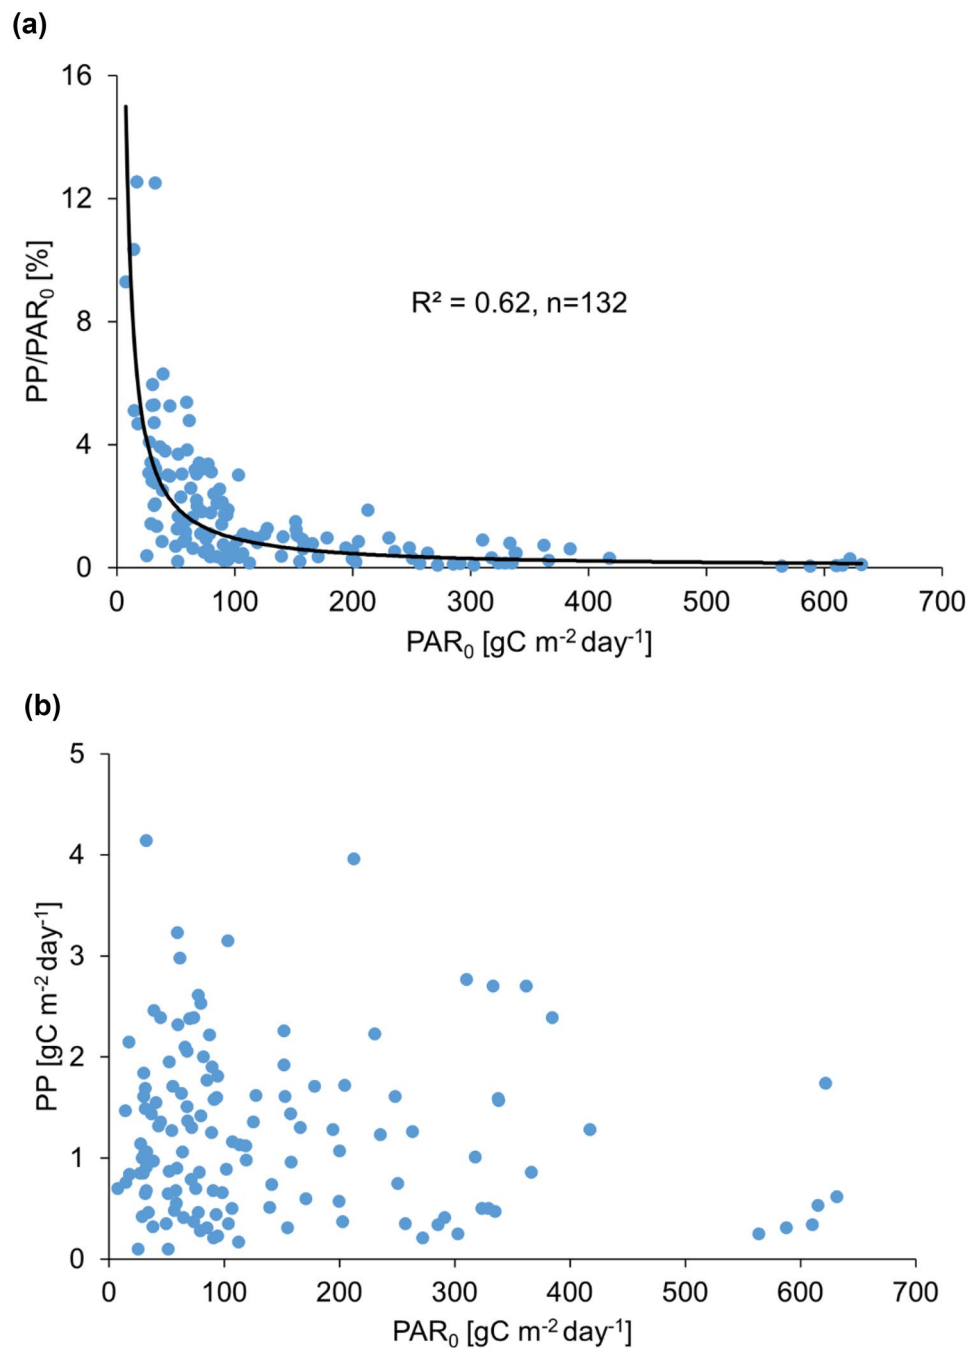 (a)
16
12
8
4
0
PP/PAR₀ [%]
R² = 0.62, n=132
0 100 200 300 400 500 600 700
PAR₀ [gC m⁻² day⁻¹]
(b)
5
4
3
2
1
0
PP [gC m⁻² day⁻¹]
0 100 200 300 400 500 600 700
PAR₀ [gC m⁻² day⁻¹]